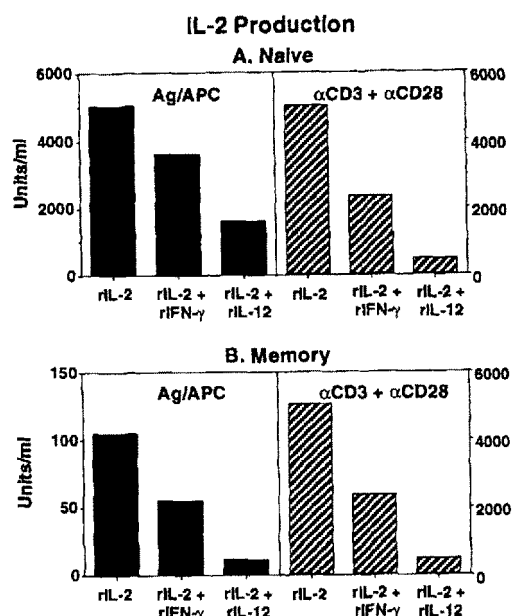 IL-2 Production
A. Naive
Ag/APC
αCD3 + αCD28
Units/ml
6000
4000
2000
0
6000
4000
2000
0
rIL-2
rIL-2 +
rIFN-γ
rIL-2 +
rIL-12
rIL-2
rIL-2 +
rIFN-γ
rIL-2 +
rIL-12
B. Memory
Ag/APC
αCD3 + αCD28
Units/ml
150
100
50
0
6000
4000
2000
0
rIL-2
rIL-2 +
rIFN-γ
rIL-2 +
rIL-12
rIL-2
rIL-2 +
rIFN-γ
rIL-2 +
rIL-12